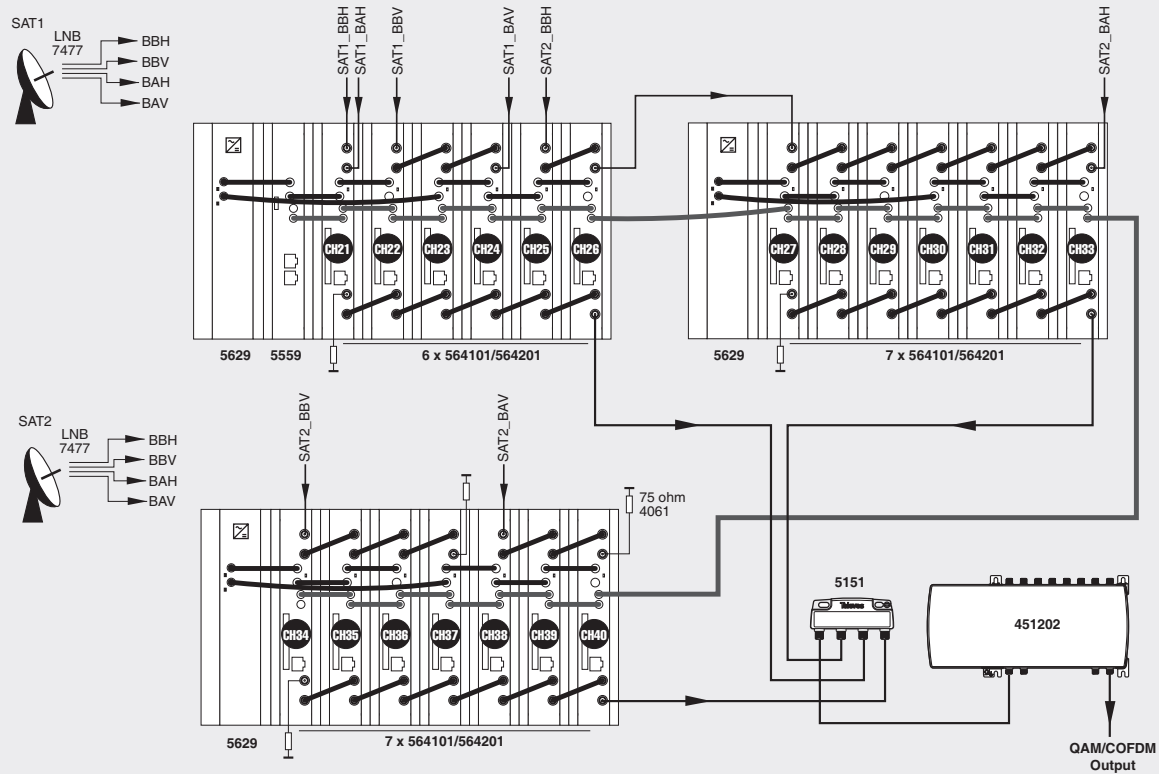 SAT1
LNB
7477
BBH
BBV
BAH
BAV
SAT1_BBH
SAT1_BAH
SAT1_BBV
SAT1_BAV
SAT2_BBH
SAT2_BAH
CH21
CH22
CH23
CH24
CH25
CH26
5629
5559
6 x 564101/564201
CH27
CH28
CH29
CH30
CH31
CH32
CH33
5629
7 x 564101/564201
SAT2
LNB
7477
BBH
BBV
BAH
BAV
SAT2_BBV
SAT2_BAV
75 ohm
4061
CH34
CH35
CH36
CH37
CH38
CH39
CH40
5629
7 x 564101/564201
5151
Televes
451202
QAM/COFDM
Output